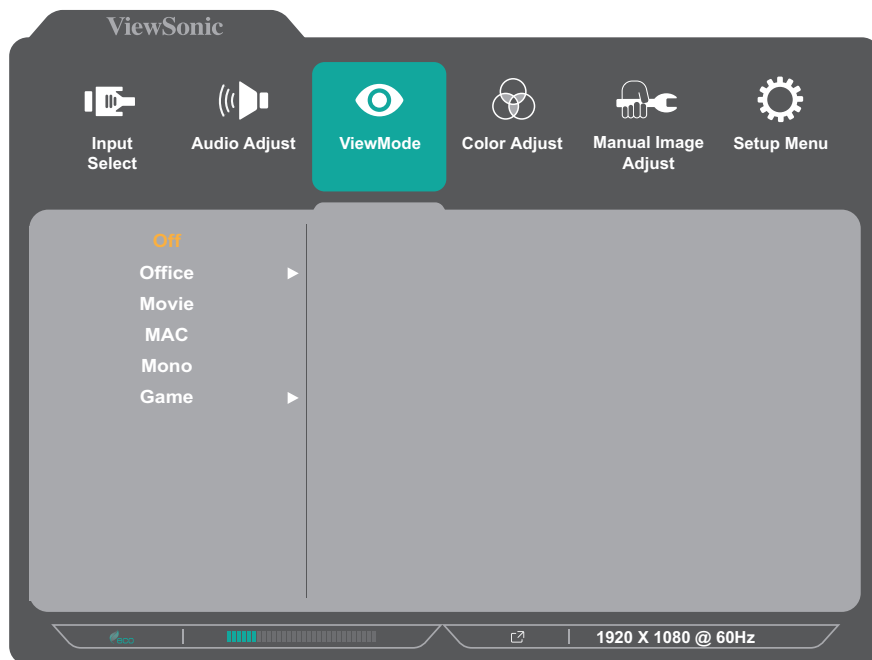 ViewSonic
Input Select
Audio Adjust
ViewMode
Color Adjust
Manual Image Adjust
Setup Menu
Off
Office
Movie
MAC
Mono
Game
eco
1920 X 1080 @ 60Hz